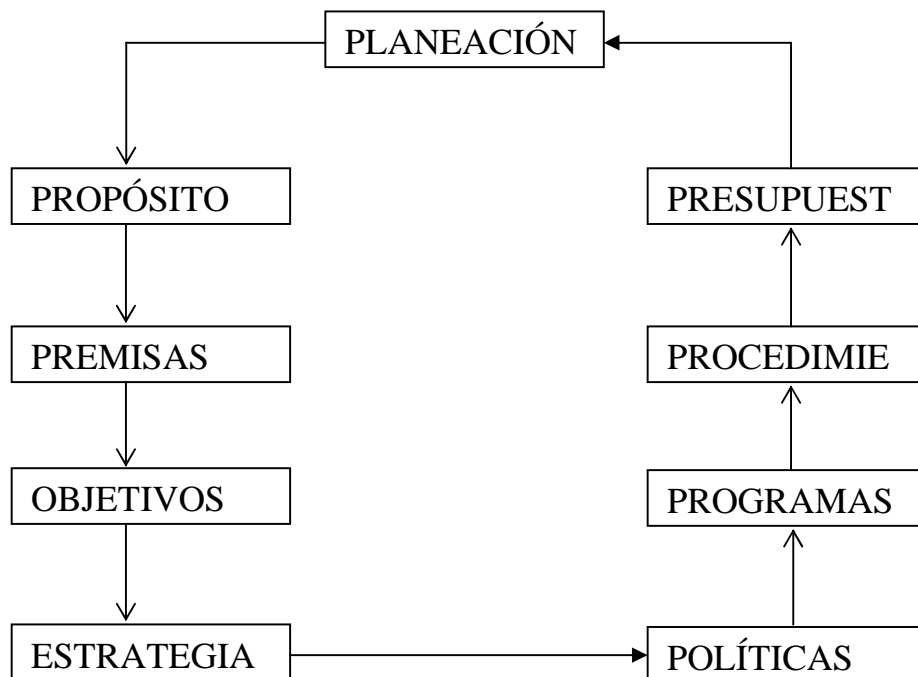 PLANEACIÓN
PROPÓSITO
PRESUPUEST
PREMISAS
PROCEDIMIE
OBJETIVOS
PROGRAMAS
ESTRATEGIA
POLÍTICAS